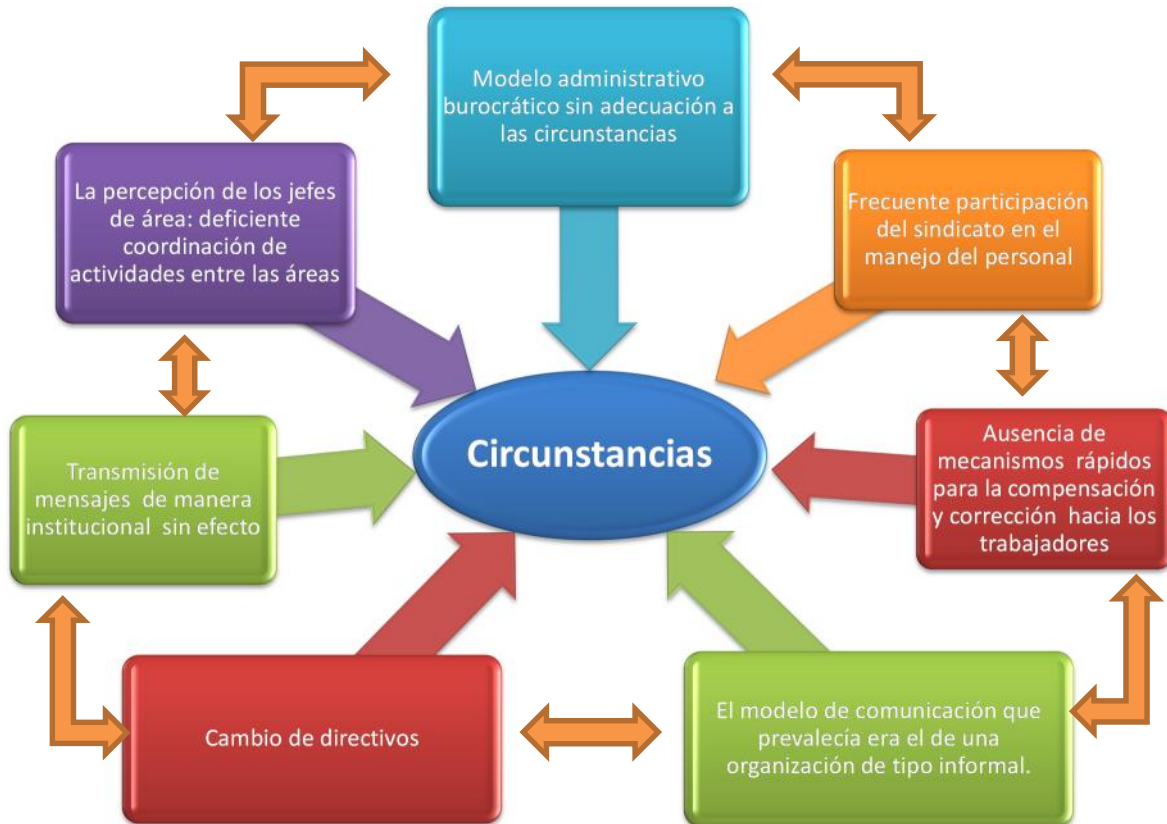 Modelo administrativo
burocrático sin adecuación a
las circunstancias
La percepción de los jefes
de área: deficiente
coordinación de
actividades entre las áreas
Frecuente participación
del sindicato en el
manejo del personal
Circunstancias
Transmisión de
mensajes de manera
institucional sin efecto
Ausencia de
mecanismos rápidos
para la compensación
y corrección hacia los
trabajadores
Cambio de directivos
El modelo de comunicación que
prevalecía era el de una
organización de tipo informal.